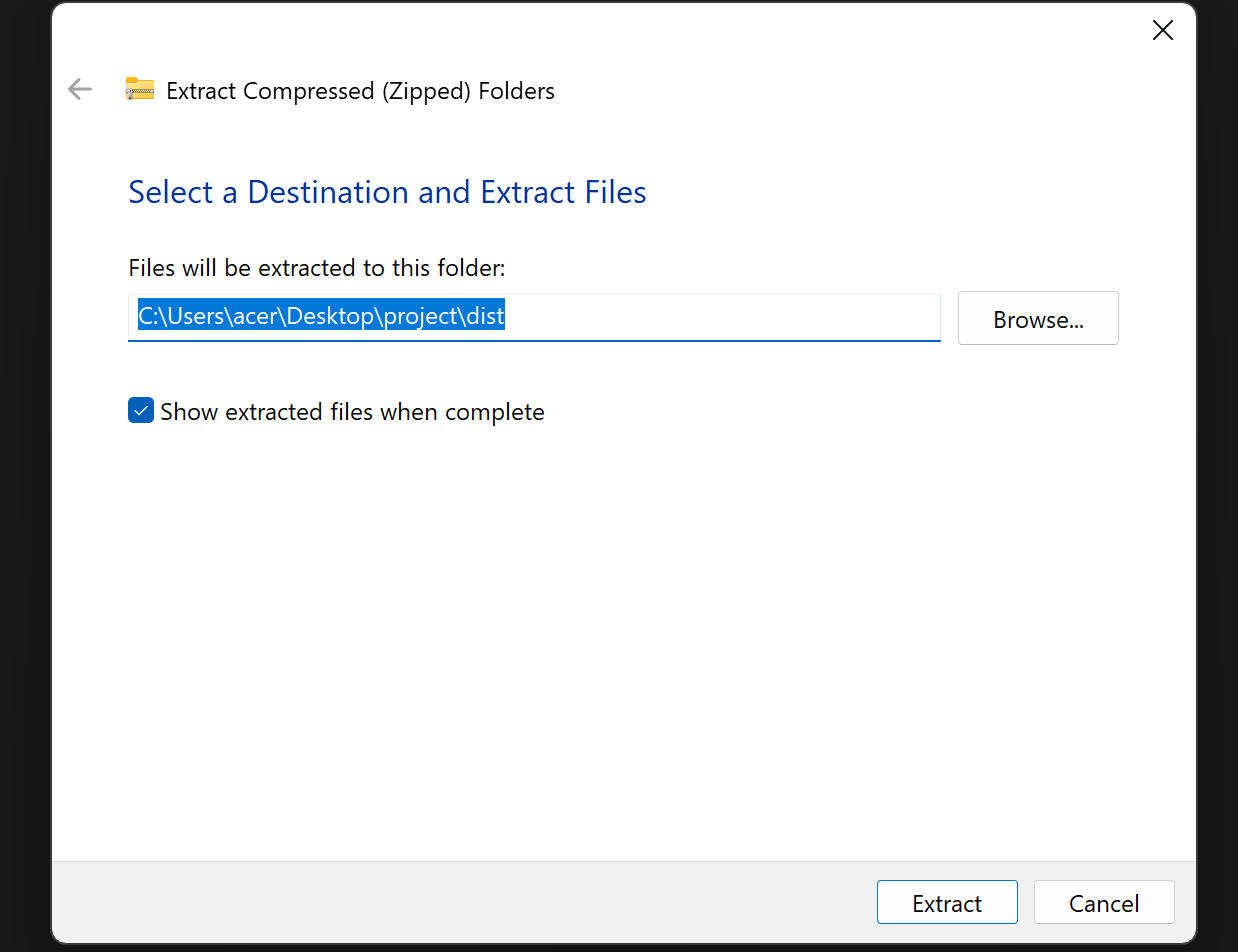 Extract Compressed (Zipped) Folders
Select a Destination and Extract Files
Files will be extracted to this folder:
C:\Users\acer\Desktop\project\dist
Browse...
Show extracted files when complete
Extract
Cancel